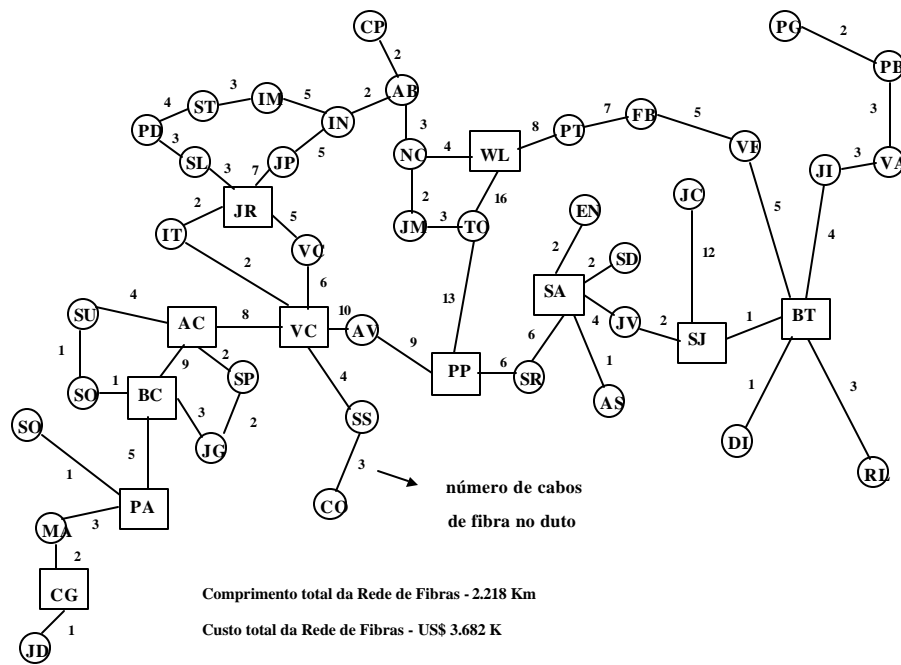 CP
PG
2
PB
2
3
ST
3
IM
5
2
AB
4
IN
PD
3
3
SL
3
7
JP
5
NO
4
WL
8
PT
7
FB
5
VF
JI
3
VA
2
JR
5
2
JM
3
TO
16
EN
JC
5
4
IT
2
VC
2
SD
12
2
6
13
SA
4
SU
AC
8
VC
10
AV
4
JV
2
SJ
1
BT
1
9
2
SP
9
PP
6
SR
6
1
AS
1
3
SO
1
BC
3
2
4
SS
DI
SO
5
JG
3
RL
1
CO
número de cabos
de fibra no duto
PA
MA
3
2
CG
1
JD
Comprimento total da Rede de Fibras - 2.218 Km
Custo total da Rede de Fibras - US$ 3.682 K